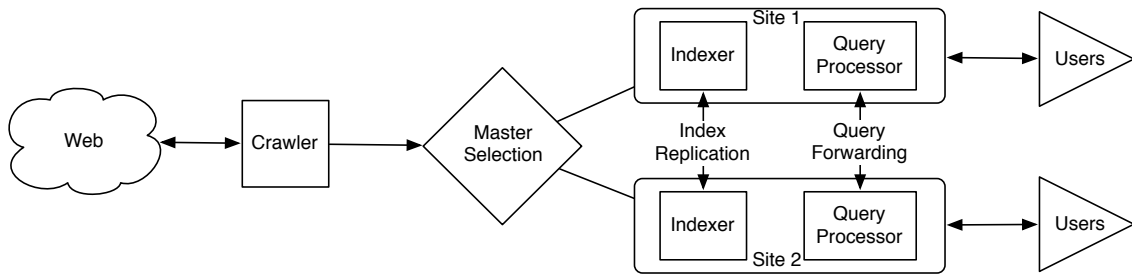 Site 1
Indexer
Query
Processor
Users
Web
Crawler
Master
Selection
Index
Replication
Query
Forwarding
Indexer
Query
Processor
Users
Site 2